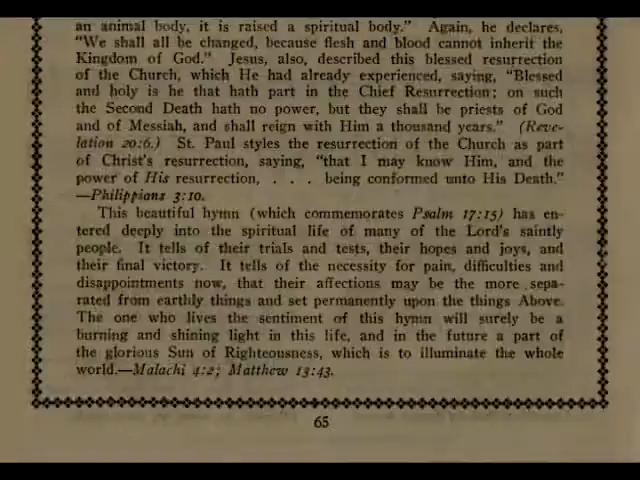 an animal body, it is raised a spiritual body.” Again, he declares,
“We shall all be changed, because flesh and blood cannot inherit the
Kingdom of God.” Jesus, also, described this blessed resurrection
of the Church, which He had already experienced, saying, “Blessed
and holy is he that hath part in the Chief Resurrection; on such
the Second Death hath no power, but they shall be priests of God
and of Messiah, and shall reign with Him a thousand years.” (Reve-
lation 20:6.) St. Paul styles the resurrection of the Church as part
of Christ’s resurrection, saying, “that I may know Him, and the
power of His resurrection, . . . being conformed unto His Death.”
—Philippians 3:10.
This beautiful hymn (which commemorates Psalm 17:15) has en-
tered deeply into the spiritual life of many of the Lord’s saintly
people. It tells of their trials and tests, their hopes and joys, and
their final victory. It tells of the necessity for pain, difficulties and
disappointments now, that their affections may be the more sepa-
rated from earthly things and set permanently upon the things Above.
The one who lives the sentiment of this hymn will surely be a
burning and shining light in this life, and in the future a part of
the glorious Sun of Righteousness, which is to illuminate the whole
world.—Malachi 4:2; Matthew 13:43.
65